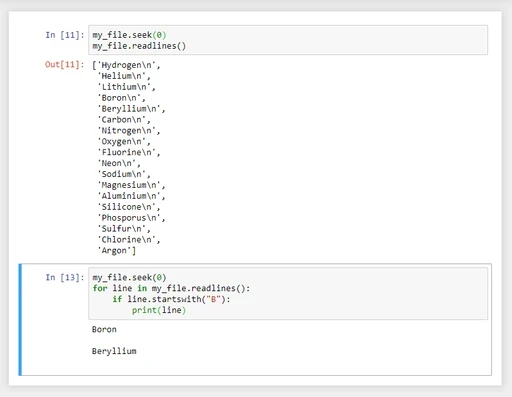 In [11]: my_file.seek(0)
my_file.readlines()
Out[11]: ['Hydrogen\n',
'Helium\n',
'Lithium\n',
'Boron\n',
'Beryllium\n',
'Carbon\n',
'Nitrogen\n',
'Oxygen\n',
'Fluorine\n',
'Neon\n',
'Sodium\n',
'Magnesium\n',
'Aluminium\n',
'Silicone\n',
'Phosporus\n',
'Sulfur\n',
'Chlorine\n',
'Argon']
In [13]: my_file.seek(0)
for line in my_file.readlines():
if line.startswith("B"):
print(line)
Boron
Beryllium